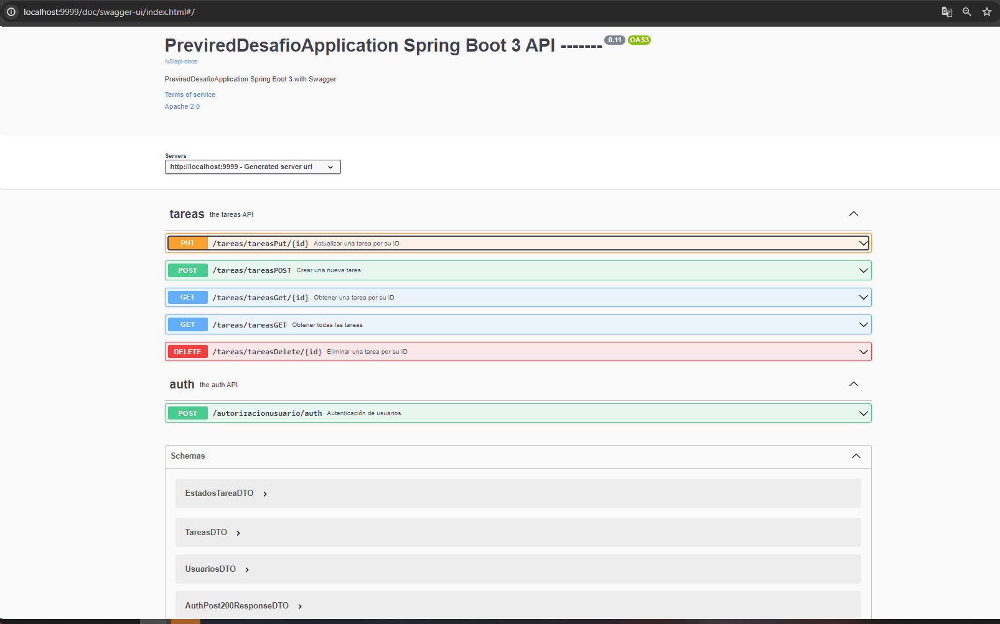 localhost:9999/doc/swagger-ui/index.html#/
PreviredDesafioApplication Spring Boot 3 API ------- 0.11 OAS3
/v3/api-docs
PreviredDesafioApplication Spring Boot 3 with Swagger
Terms of service
Apache 2.0
Servers
http://localhost:9999 - Generated server url
tareas the tareas API
PUT /tareas/tareasPut/{id} Actualizar una tarea por su ID
POST /tareas/tareasPOST Crear una nueva tarea
GET /tareas/tareasGet/{id} Obtener una tarea por su ID
GET /tareas/tareasGET Obtener todas las tareas
DELETE /tareas/tareasDelete/{id} Eliminar una tarea por su ID
auth the auth API
POST /autorizacionusuario/auth Autenticación de usuarios
Schemas
EstadosTareaDTO
TareasDTO
UsuariosDTO
AuthPost200ResponseDTO